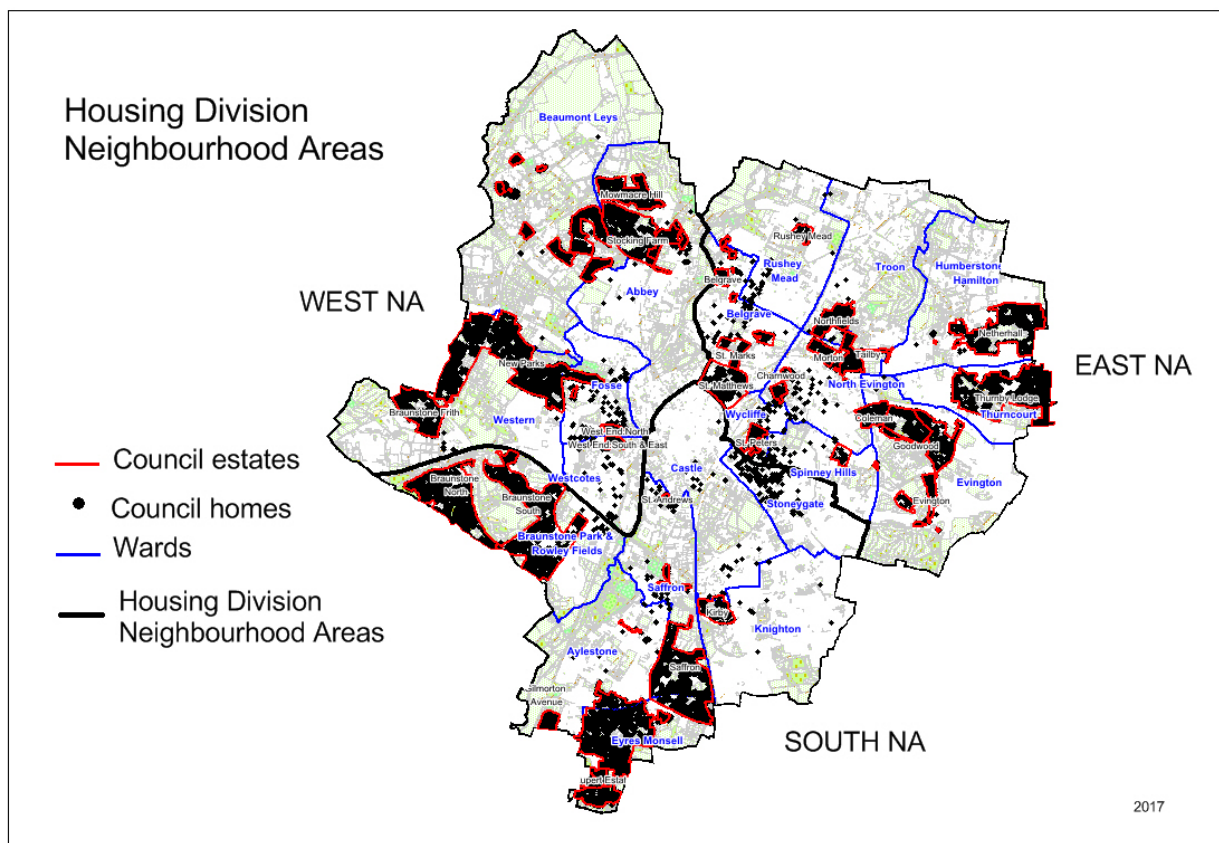 Housing Division
Neighbourhood Areas
Beaumont Leys
Mowmacre Hill
Stocking Farm
Rushey Mead
Rushey
Mead
Troon
Humberstone
Hamilton
Belgrave
Abbey
WEST NA
Belgrave
Northfields
Netherhall
St. Marks
Morton
Tailby
EAST NA
New Parks
Fosse
St. Matthews
Charnwood
North Evington
Thurnby Lodge
Thurncourt
Braunstone Frith
Western
Wycliffe
Coleman
West End:North
West End:South & East
St. Peters
Goodwood
Council estates
Braunstone
North
Westcotes
Castle
Spinney Hills
Evington
Braunstone
South
St. Andrews
Stoneygate
Evington
Council homes
Braunstone Park &
Rowley Fields
Wards
Saffron
Kirby
Housing Division
Neighbourhood Areas
Knighton
Aylestone
Saffron
Gilmorton
Avenue
Eyres Monsell
SOUTH NA
2017